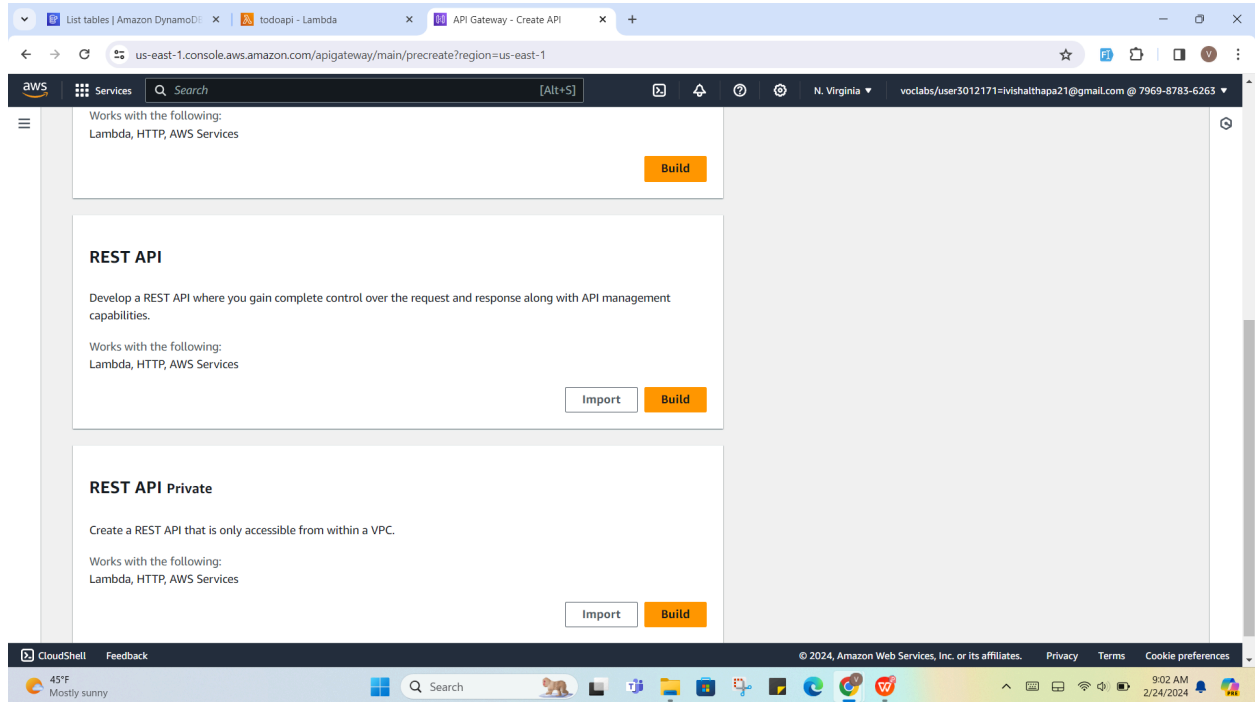 List tables | Amazon DynamoDB
todoapi - Lambda
API Gateway - Create API
us-east-1.console.aws.amazon.com/apigateway/main/precreate?region=us-east-1
V
aws
Services
Search
[Alt+S]
N. Virginia ▼
voclabs/user3012171=ivishalthapa21@gmail.com @ 7969-8783-6263 ▼
Works with the following:
Lambda, HTTP, AWS Services
Build
REST API
Develop a REST API where you gain complete control over the request and response along with API management
capabilities.
Works with the following:
Lambda, HTTP, AWS Services
Import
Build
REST API Private
Create a REST API that is only accessible from within a VPC.
Works with the following:
Lambda, HTTP, AWS Services
Import
Build
CloudShell
Feedback
© 2024, Amazon Web Services, Inc. or its affiliates.
Privacy
Terms
Cookie preferences
45°F
Mostly sunny
Search
9:02 AM
2/24/2024
PRE